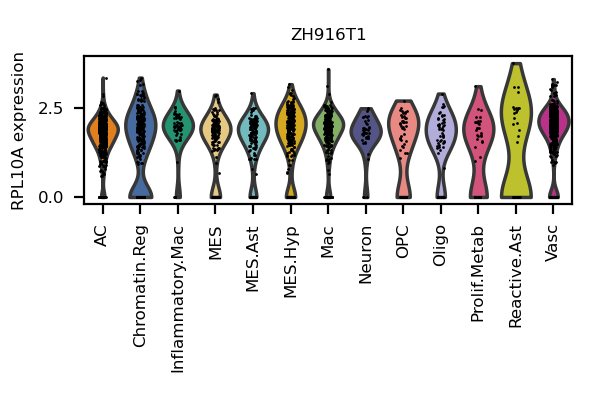 ZH916T1
RPL10A expression
2.5
0.0
AC
Chromatin.Reg
Inflammatory.Mac
MES
MES.Ast
MES.Hyp
Mac
Neuron
OPC
Oligo
Prolif.Metab
Reactive.Ast
Vasc